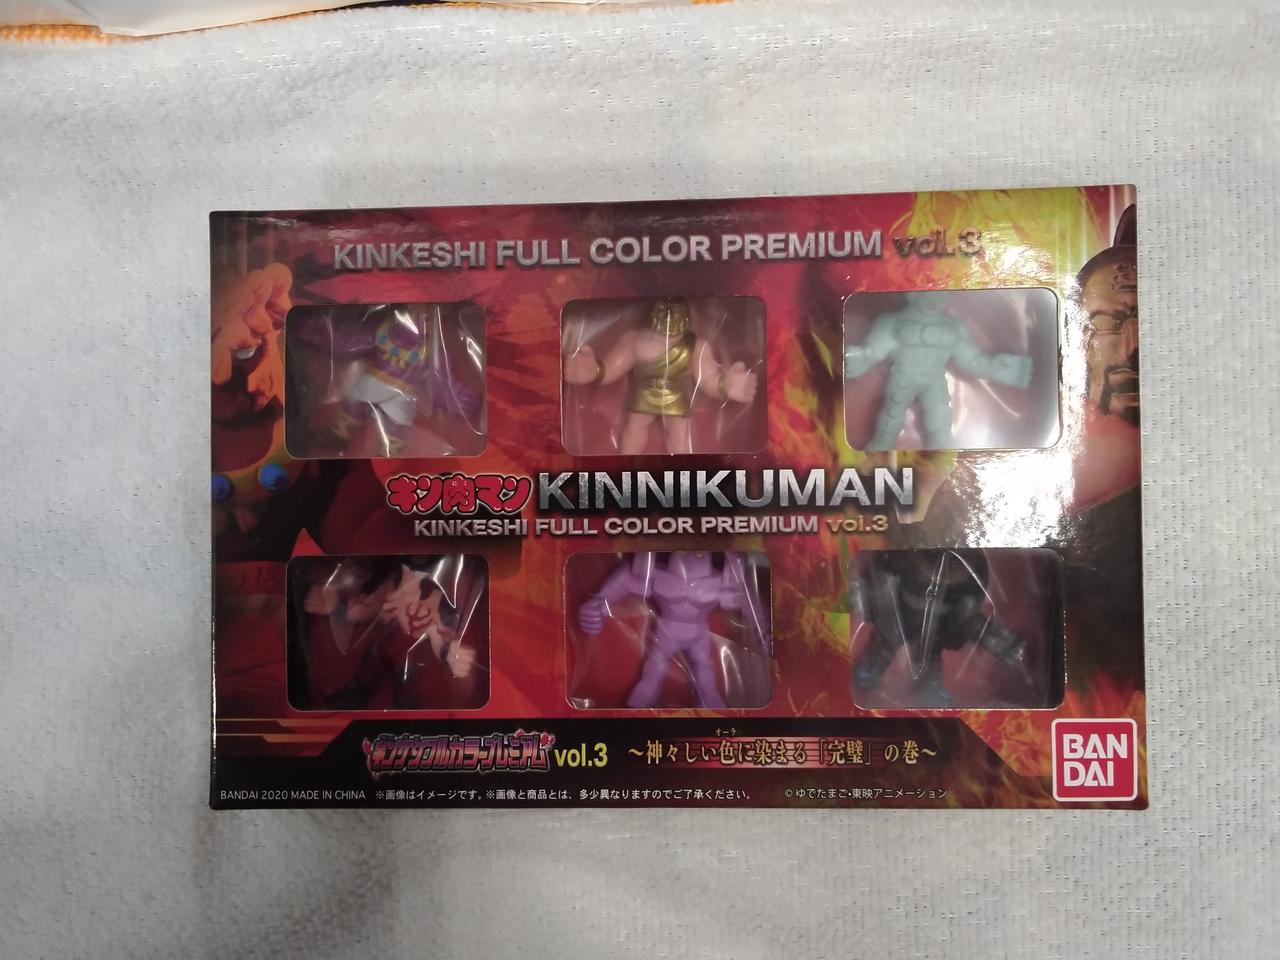 KINKESHI FULL COLOR PREMIUM vol.3
キン肉マン KINNIKUMAN
KINKESHI FULL COLOR PREMIUM vol.3
キンケシフルカラープレミアム vol.3
オーラ
～神々しい色に染まる「完璧」の巻～
BAN
DAI
BANDAI 2020 MADE IN CHINA ※画像はイメージです。※画像と商品とは、多少異なりますのでご了承ください。
©ゆでたまご・東映アニメーション